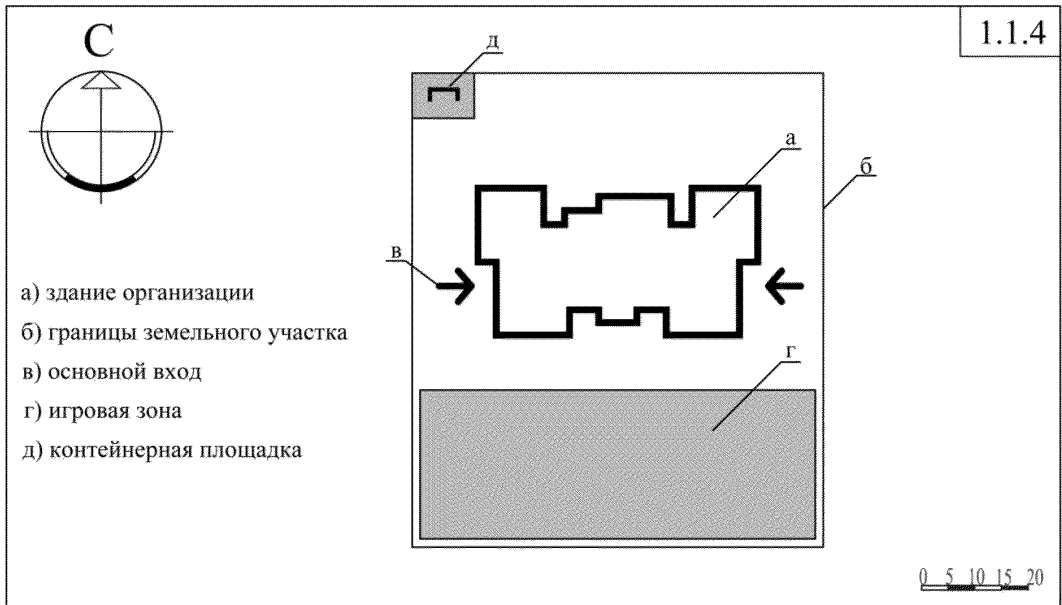 С
1.1.4
д
а
б
в
а) здание организации
б) границы земельного участка
в) основной вход
г
г) игровая зона
д) контейнерная площадка
0 5 10 15 20